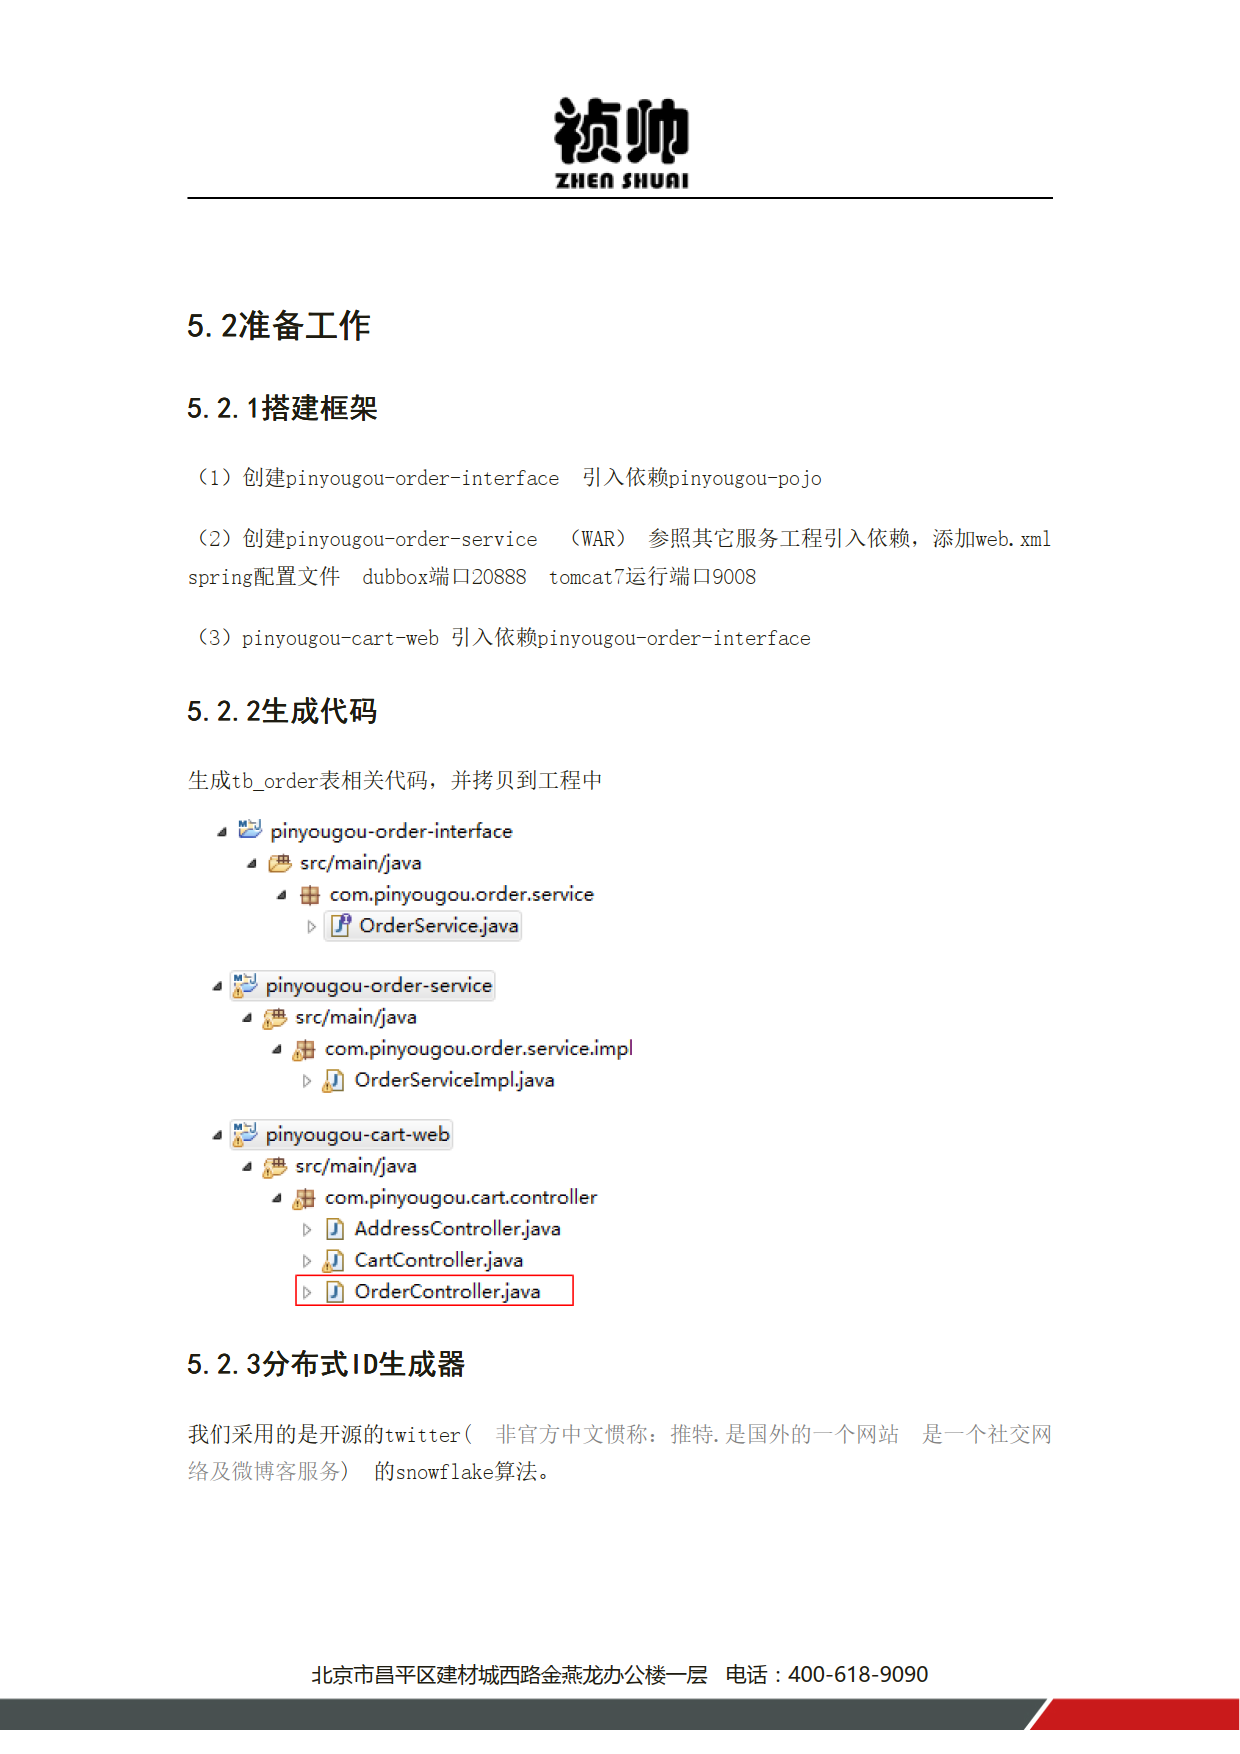 祯帅
ZHEN SHUAI
5.2准备工作
5.2.1搭建框架
（1）创建pinyougou-order-interface 引入依赖pinyougou-pojo
（2）创建pinyougou-order-service （WAR） 参照其它服务工程引入依赖，添加web.xml
spring配置文件 dubbox端口20888 tomcat7运行端口9008
（3）pinyougou-cart-web 引入依赖pinyougou-order-interface
5.2.2生成代码
生成tb_order表相关代码，并拷贝到工程中
pinyougou-order-interface
src/main/java
com.pinyougou.order.service
OrderService.java
pinyougou-order-service
src/main/java
com.pinyougou.order.service.impl
OrderServiceImpl.java
pinyougou-cart-web
src/main/java
com.pinyougou.cart.controller
AddressController.java
CartController.java
OrderController.java
5.2.3分布式ID生成器
我们采用的是开源的twitter( 非官方中文惯称：推特.是国外的一个网站 是一个社交网
络及微博客服务) 的snowflake算法。
北京市昌平区建材城西路金燕龙办公楼一层 电话：400-618-9090